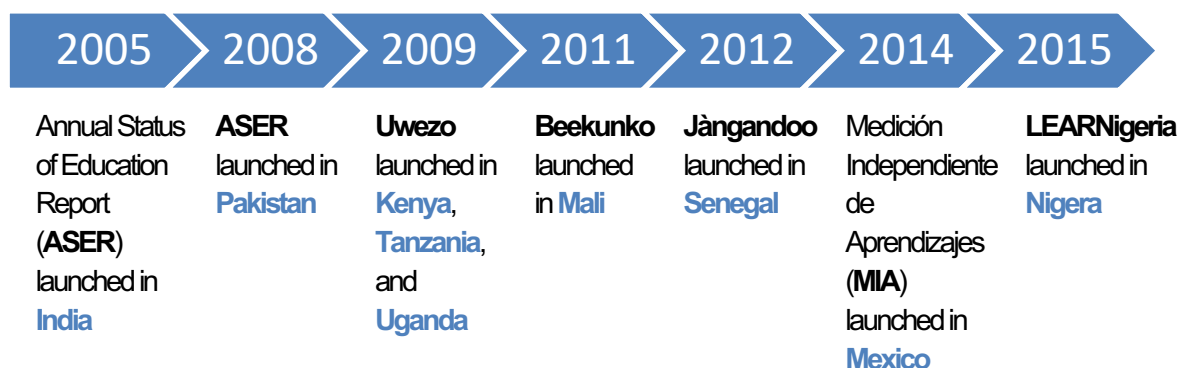 2005
2008
2009
2011
2012
2014
2015
Annual Status
of Education
Report
(ASER)
launched in
India
ASER
launched in
Pakistan
Uwezo
launched in
Kenya,
Tanzania,
and
Uganda
Beekunko
launched
in Mali
Jàngandoo
launched in
Senegal
Medición
Independiente
de
Aprendizajes
(MIA)
launched in
Mexico
LEARNigeria
launched in
Nigera